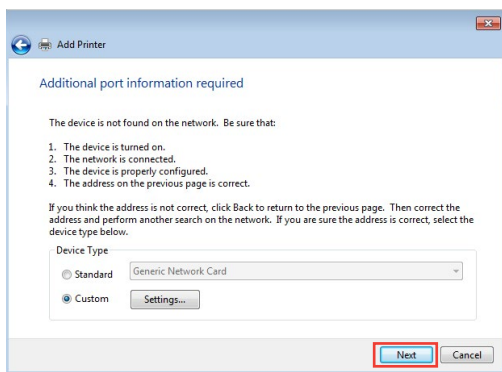 Add Printer
Additional port information required
The device is not found on the network.  Be sure that:
1.  The device is turned on.
2.  The network is connected.
3.  The device is properly configured.
4.  The address on the previous page is correct.
If you think the address is not correct, click Back to return to the previous page.  Then correct the
address and perform another search on the network.  If you are sure the address is correct, select the
device type below.
Device Type
Standard Generic Network Card
Custom Settings...
Next Cancel